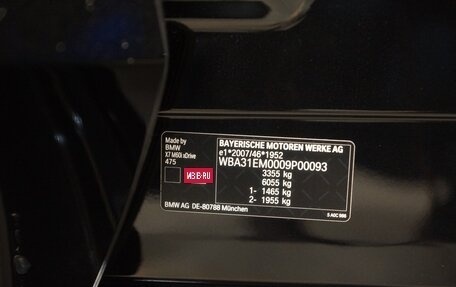 Made by
BMW
X7 M60i xDrive
475
ИЗ
В·RU
BAYERISCHE MOTOREN WERKE AG
e1*2007/46*1952
WBA31EM0009P00093
3355 kg
6055 kg
1- 1465 kg
2- 1955 kg
BMW AG DE-80788 München